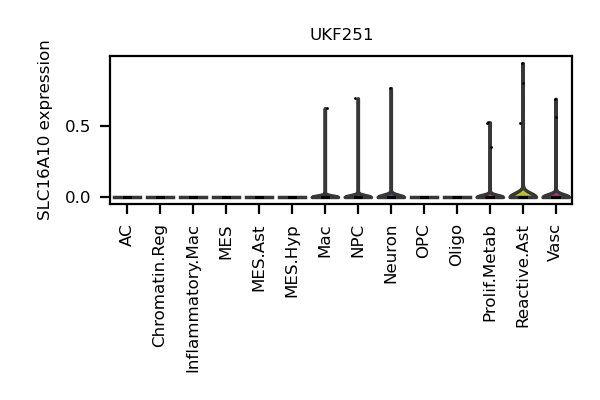 UKF251
SLC16A10 expression
0.5
0.0
AC
Chromatin.Reg
Inflammatory.Mac
MES
MES.Ast
MES.Hyp
Mac
NPC
Neuron
OPC
Oligo
Prolif.Metab
Reactive.Ast
Vasc